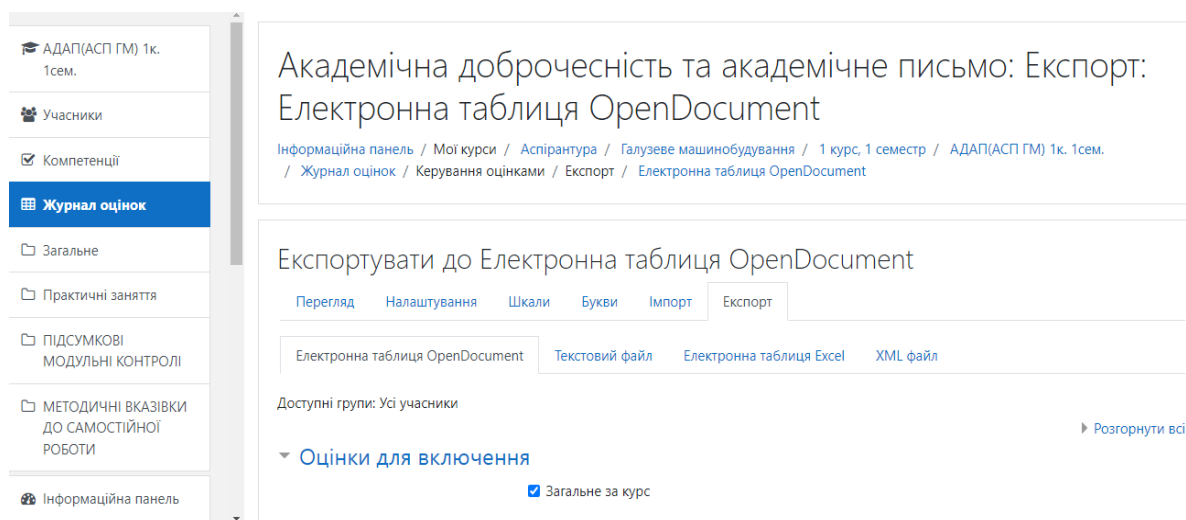 АДАП(АСП ГМ) 1к.
1сем.
Учасники
Компетенції
Журнал оцінок
Загальне
Практичні заняття
ПІДСУМКОВІ
МОДУЛЬНІ КОНТРОЛІ
МЕТОДИЧНІ ВКАЗІВКИ
ДО САМОСТІЙНОЇ
РОБОТИ
Інформаційна панель
Академічна доброчесність та академічне письмо: Експорт:
Електронна таблиця OpenDocument
Інформаційна панель / Мої курси / Аспірантура / Галузеве машинобудування / 1 курс, 1 семестр / АДАП(АСП ГМ) 1к. 1сем.
/ Журнал оцінок / Керування оцінками / Експорт / Електронна таблиця OpenDocument
Експортувати до Електронна таблиця OpenDocument
Перегляд Налаштування Шкали Букви Імпорт Експорт
Електронна таблиця OpenDocument Текстовий файл Електронна таблиця Excel XML файл
Доступні групи: Усі учасники
Розгорнути всі
Оцінки для включення
Загальне за курс